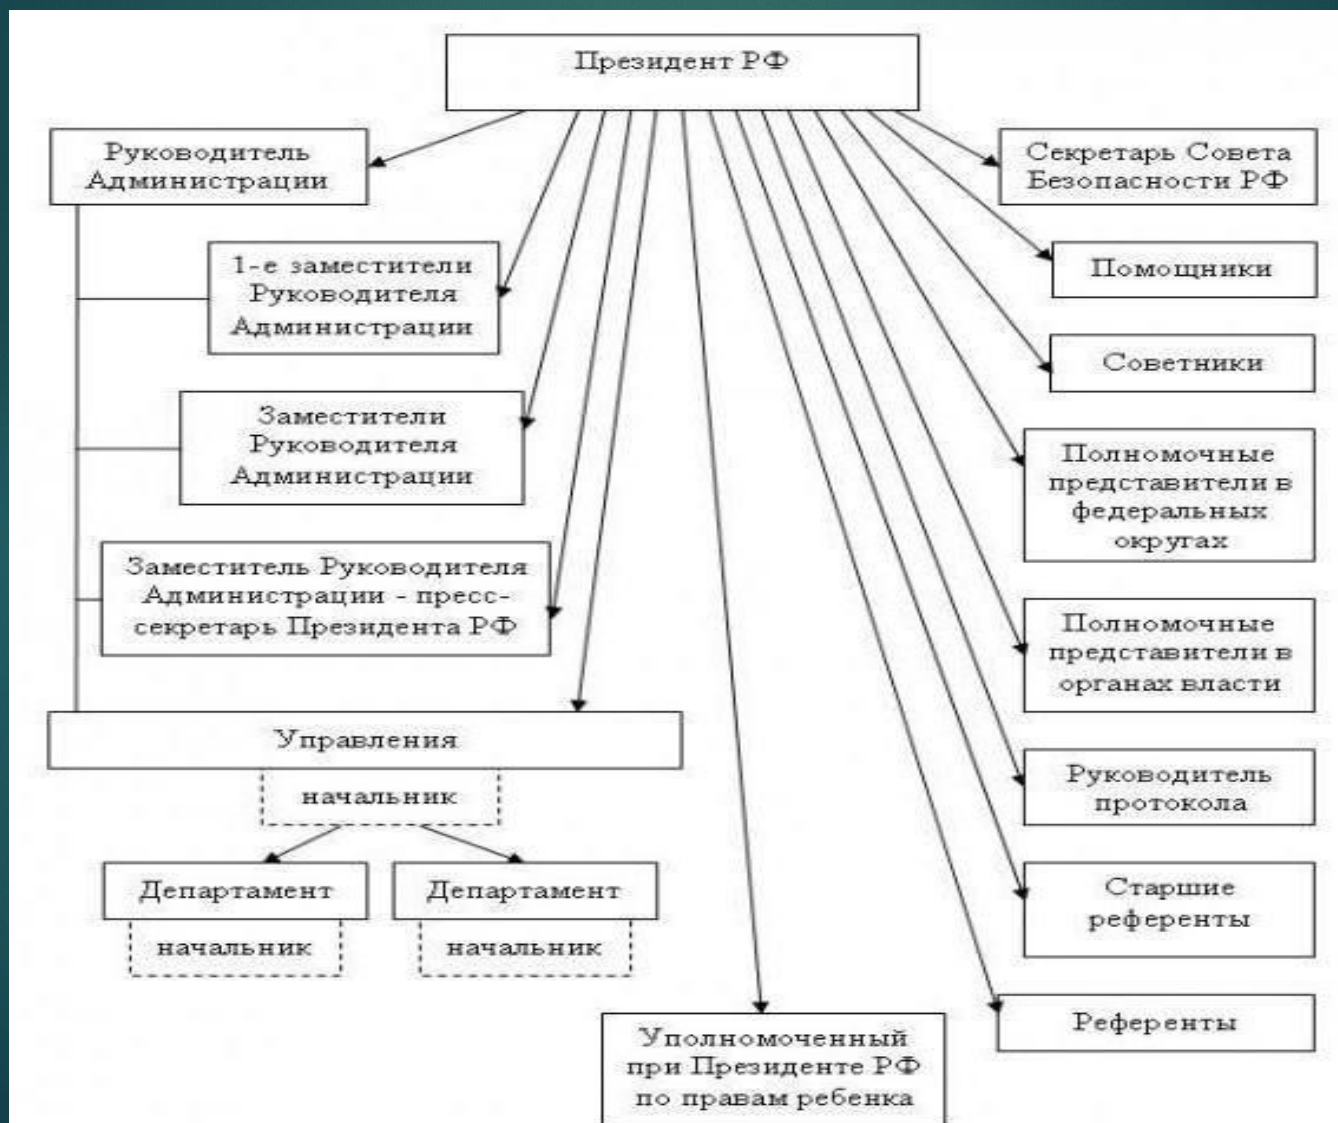 Президент РФ
Руководитель
Администрации
Секретарь Совета
Безопасности РФ
1-е заместители
Руководителя
Администрации
Помощники
Советники
Заместители
Руководителя
Администрации
Полномочные
представители в
федеральных
округах
Заместитель Руководителя
Администрации - пресс-
секретарь Президента РФ
Полномочные
представители в
органах власти
Управления
начальник
Руководитель
протокола
Департамент
начальник
Департамент
начальник
Старшие
референты
Референты
Уполномоченный
при Президенте РФ
по правам ребенка